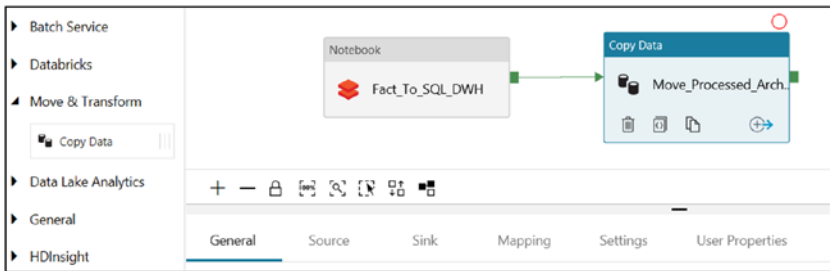 Batch Service
Databricks
Move & Transform
Copy Data
Data Lake Analytics
General
HDInsight
Notebook
Fact_To_SQL_DWH
Copy Data
Move_Processed_Arch..
100%
General Source Sink Mapping Settings User Properties